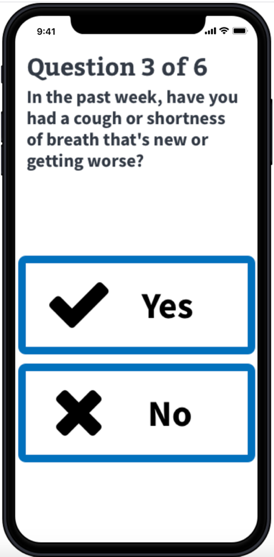 9:41
Question 3 of 6
In the past week, have you
had a cough or shortness
of breath that's new or
getting worse?
Yes
No